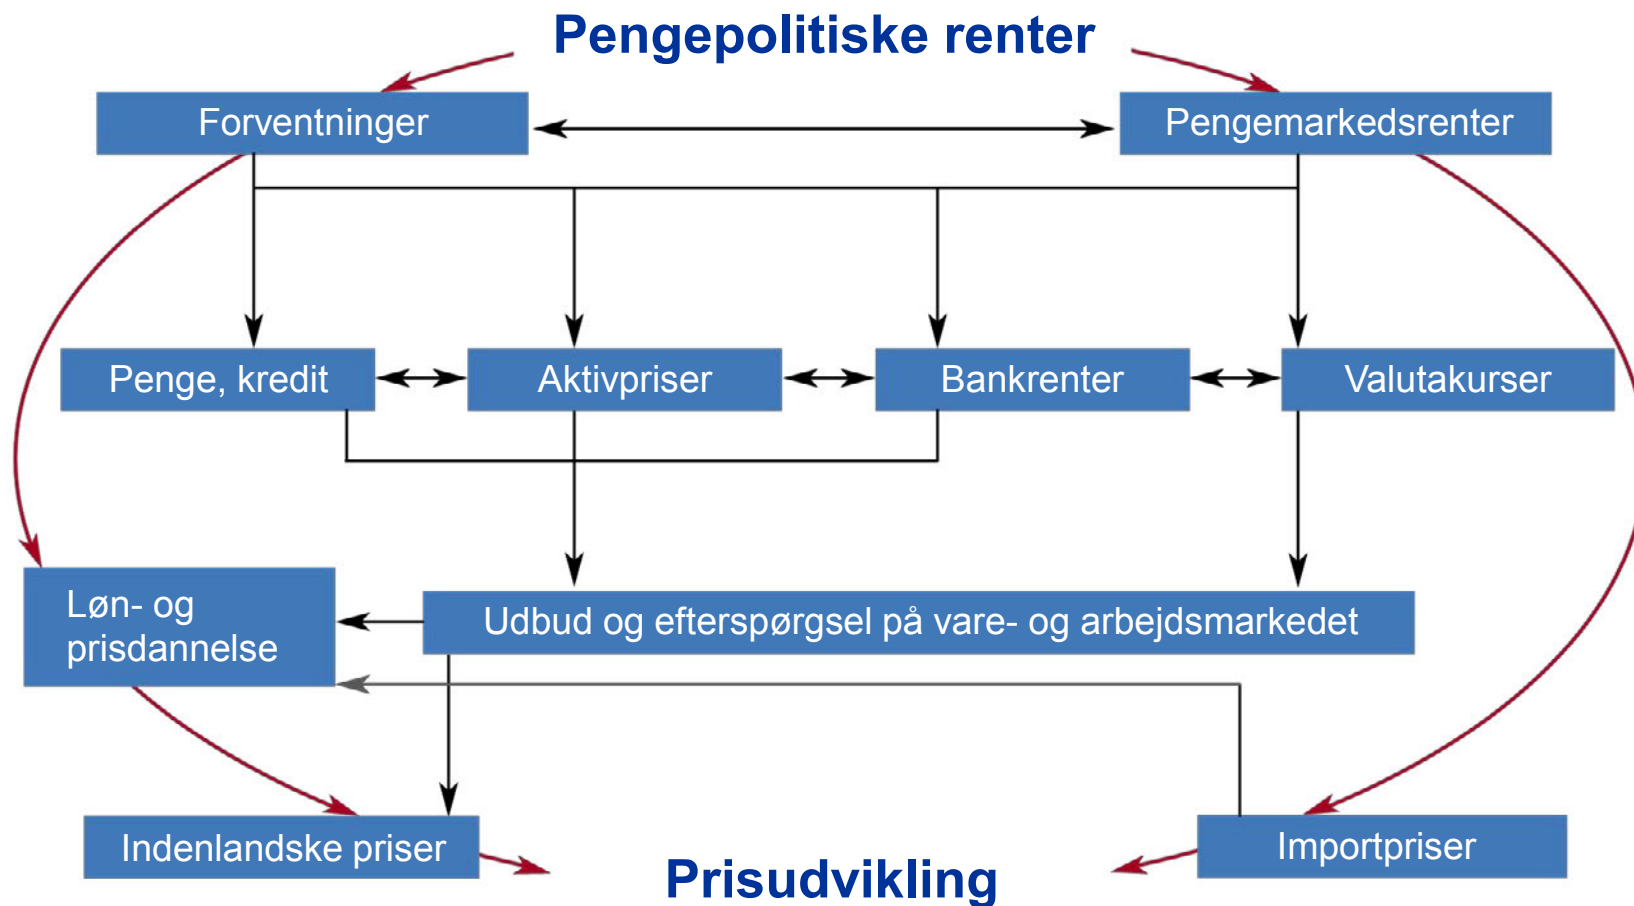 Pengepolitiske renter
Forventninger
Pengemarkedsrenter
Penge, kredit
Aktivpriser
Bankrenter
Valutakurser
Løn- og
prisdannelse
Udbud og efterspørgsel på vare- og arbejdsmarkedet
Indenlandske priser
Importpriser
Prisudvikling